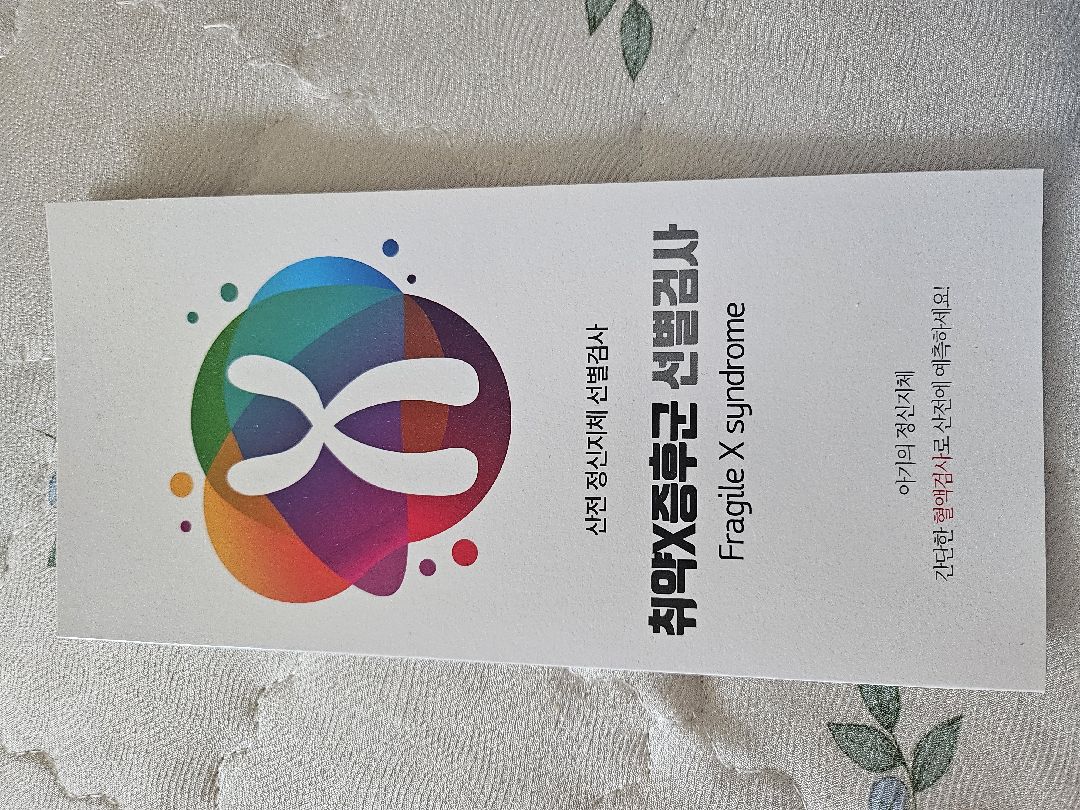 산전 정신지체 선별검사
취약X증후군 선별검사
Fragile X syndrome
아기의 정신지체
간단한 혈액검사로 산전에 예측하세요!